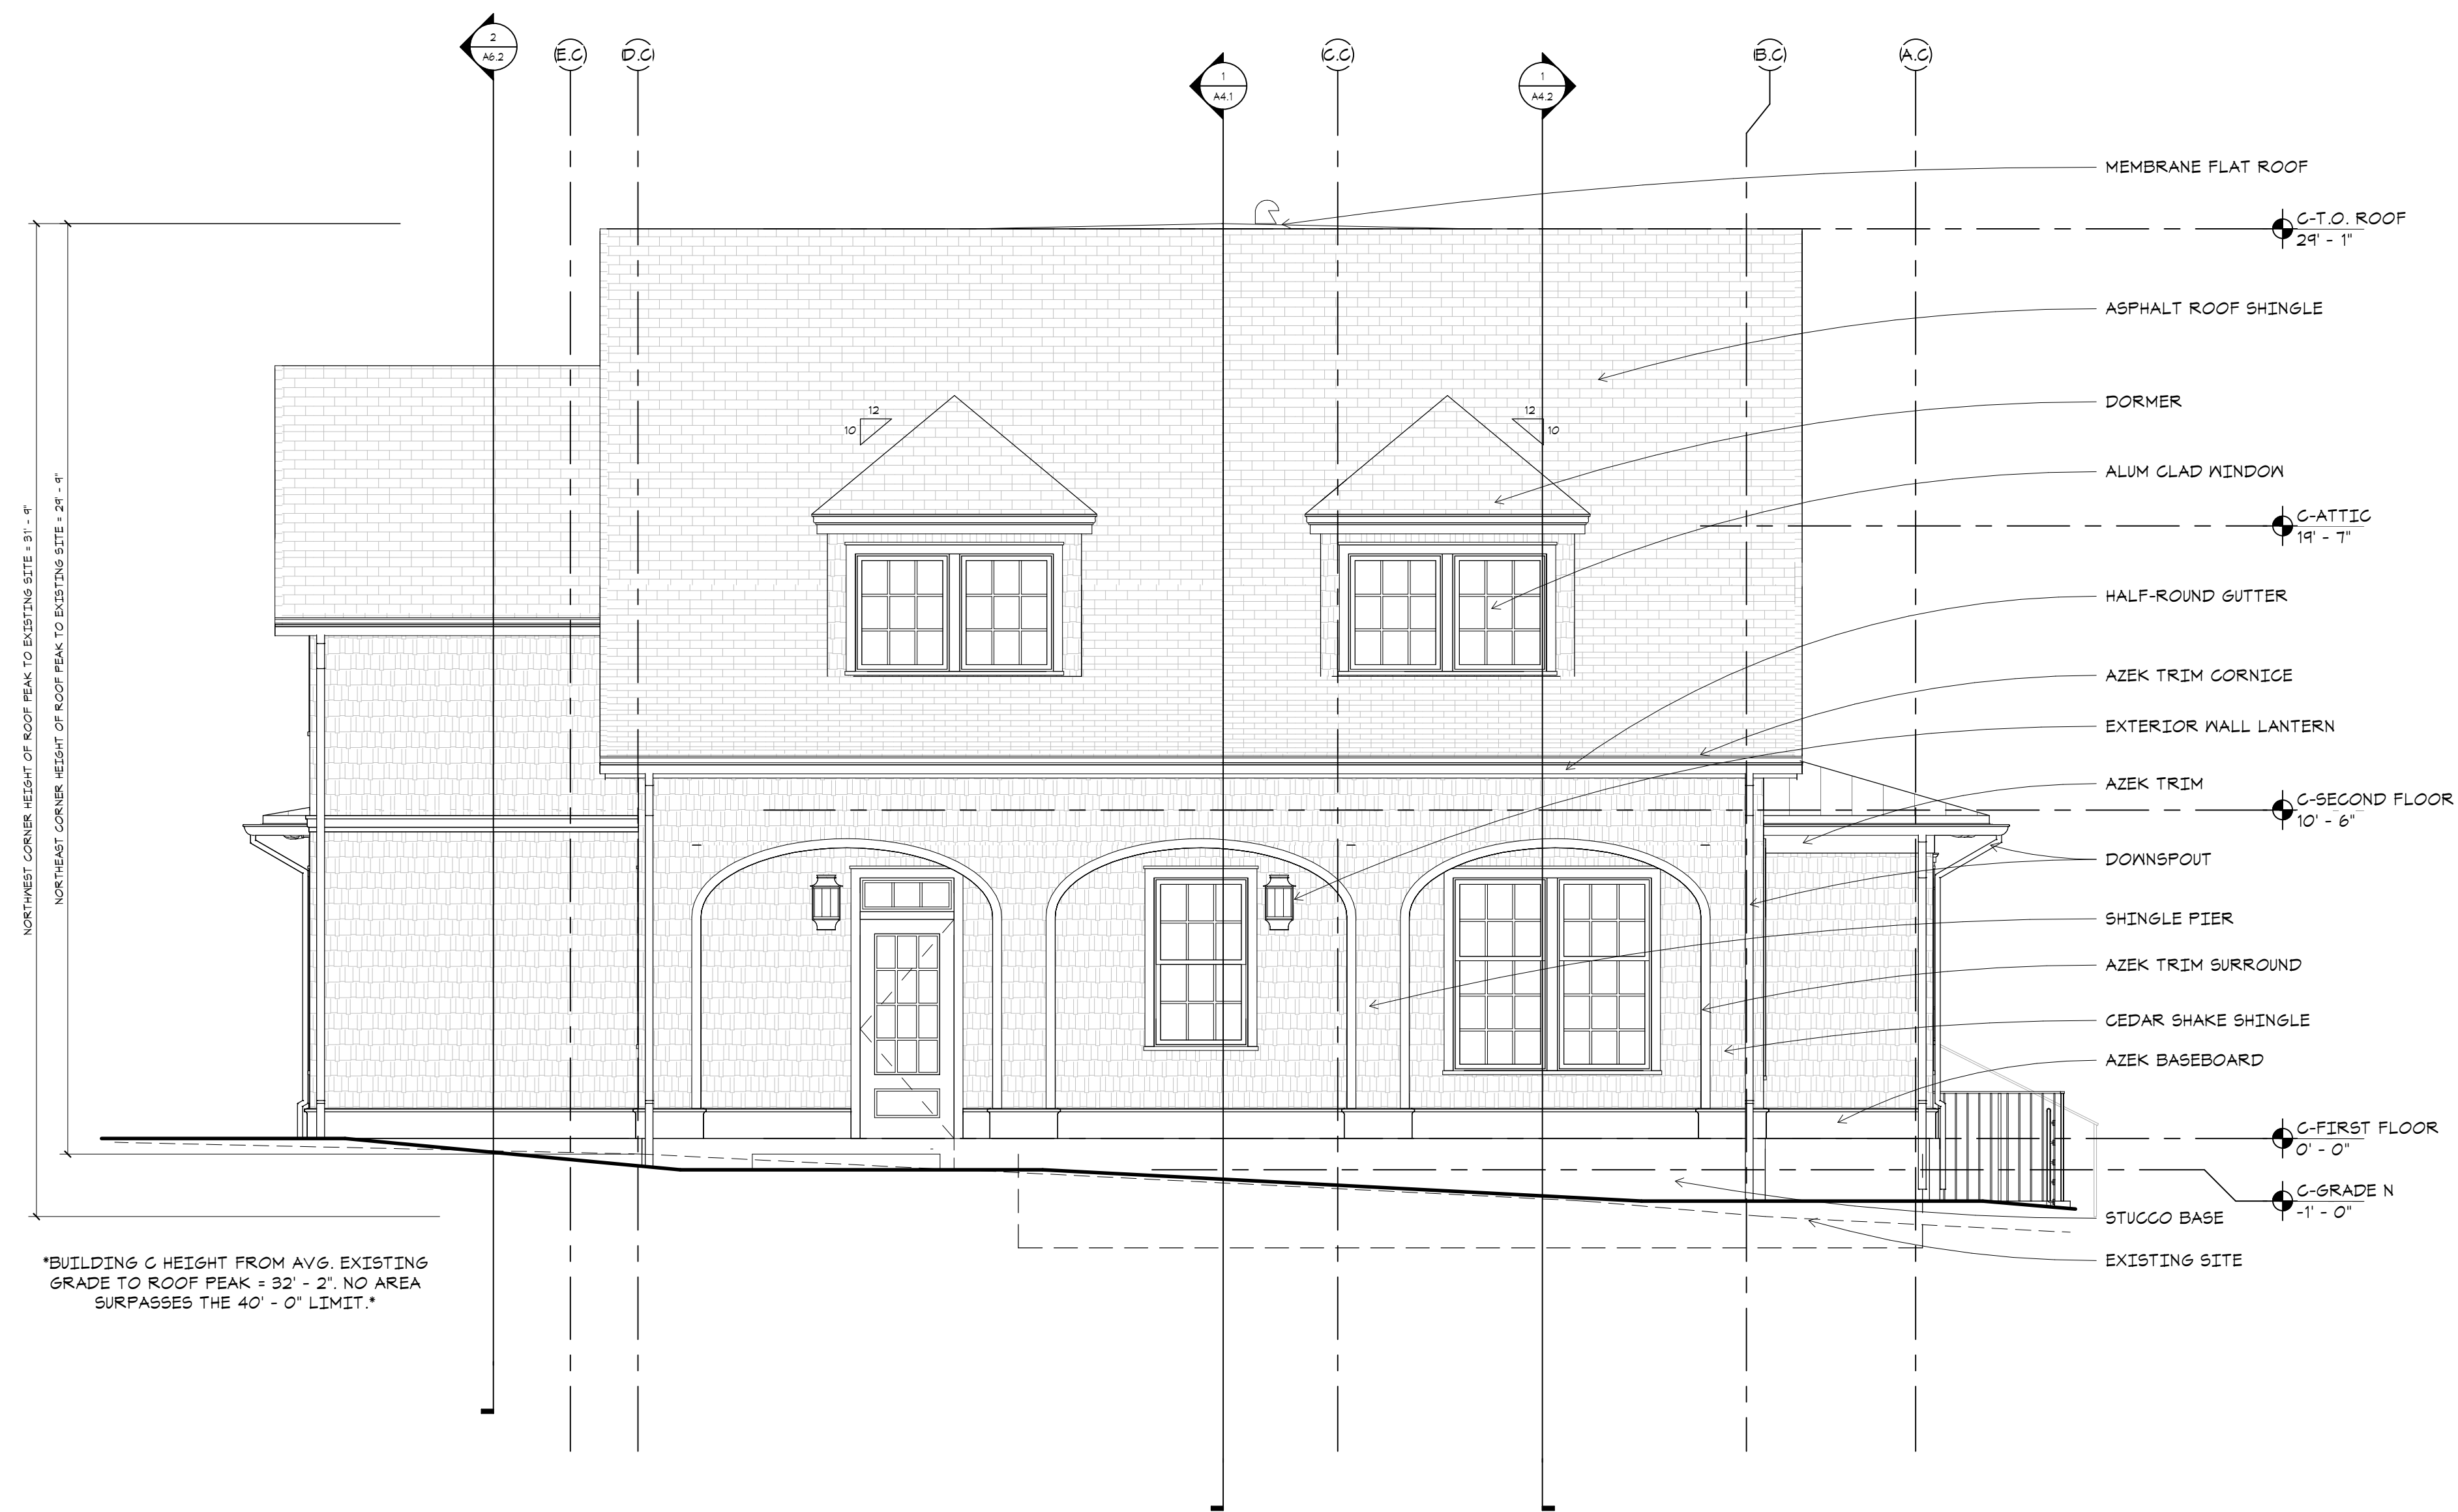 2
A6.2
E.C
D.C
1
A4.1
C.C
1
A4.2
B.C
A.C
MEMBRANE FLAT ROOF
C-T.O. ROOF
29' - 1"
ASPHALT ROOF SHINGLE
DORMER
12
10
12
10
ALUM CLAD WINDOW
C-ATTIC
19' - 7"
HALF-ROUND GUTTER
AZEK TRIM CORNICE
EXTERIOR WALL LANTERN
AZEK TRIM
C-SECOND FLOOR
10' - 6"
DOWNSPOUT
SHINGLE PIER
AZEK TRIM SURROUND
CEDAR SHAKE SHINGLE
AZEK BASEBOARD
C-FIRST FLOOR
0' - 0"
C-GRADE N
-1' - 0"
STUCCO BASE
EXISTING SITE
NORTHWEST CORNER HEIGHT OF ROOF PEAK TO EXISTING SITE = 31' - 9"
NORTHEAST CORNER HEIGHT OF ROOF PEAK TO EXISTING SITE = 29' - 9"
*BUILDING C HEIGHT FROM AVG. EXISTING
GRADE TO ROOF PEAK = 32' - 2". NO AREA
SURPASSES THE 40' - 0" LIMIT.*